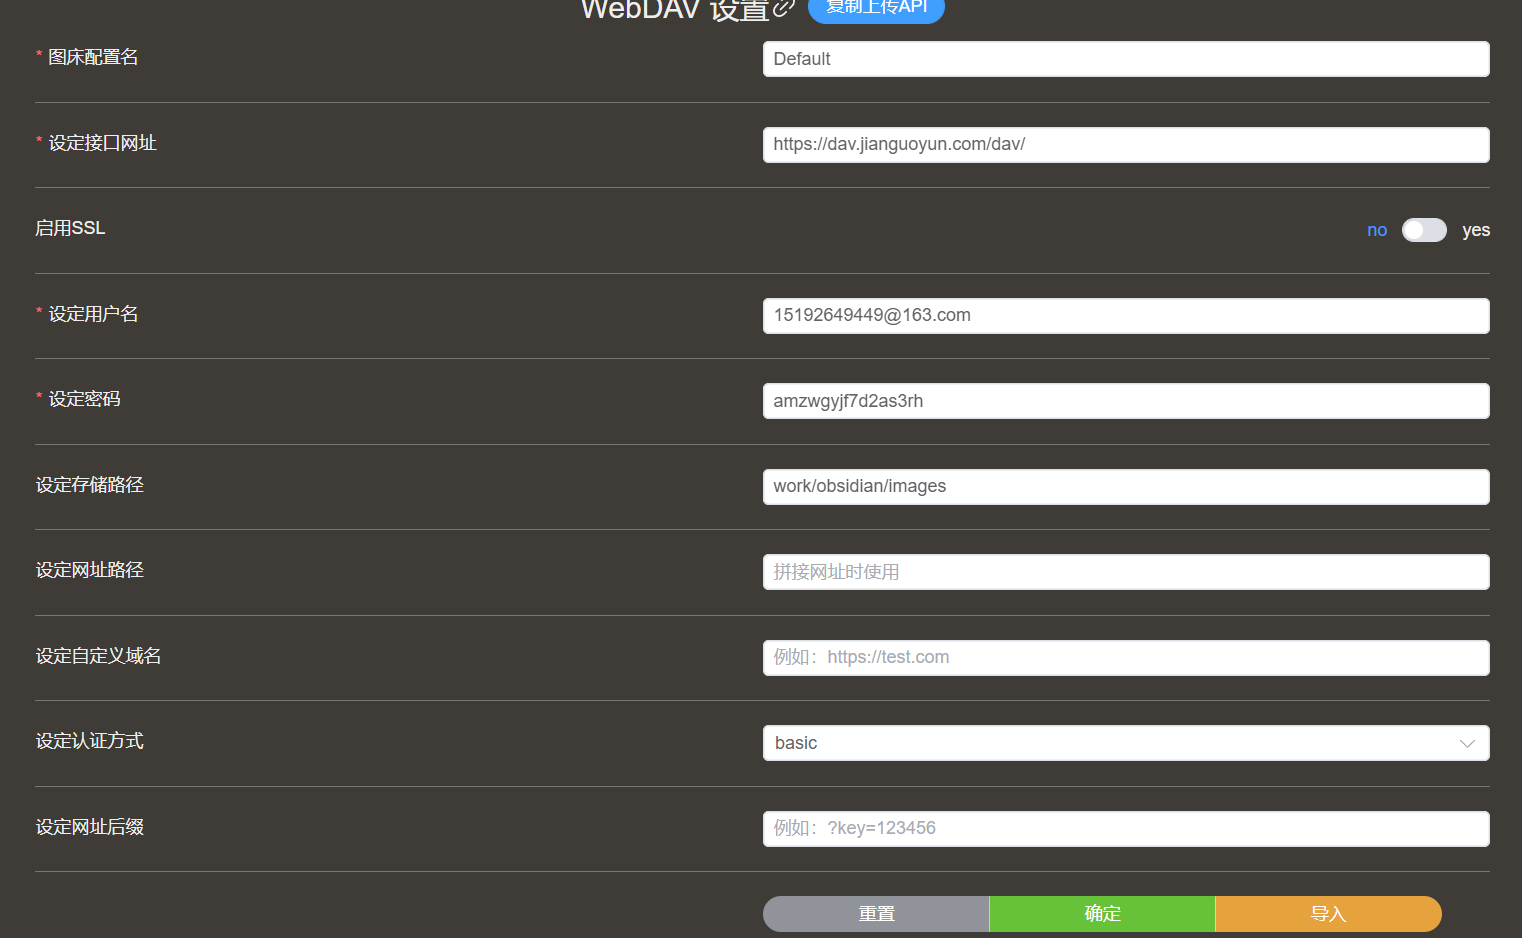 WebDAV 设置 复制上传API
* 图床配置名 Default
* 设定接口网址 https://dav.jianguoyun.com/dav/
启用SSL no yes
* 设定用户名 15192649449@163.com
* 设定密码 amzwgyjf7d2as3rh
设定存储路径 work/obsidian/images
设定网址路径 拼接网址时使用
设定自定义域名 例如：https://test.com
设定认证方式 basic
设定网址后缀 例如：?key=123456
重置 确定 导入